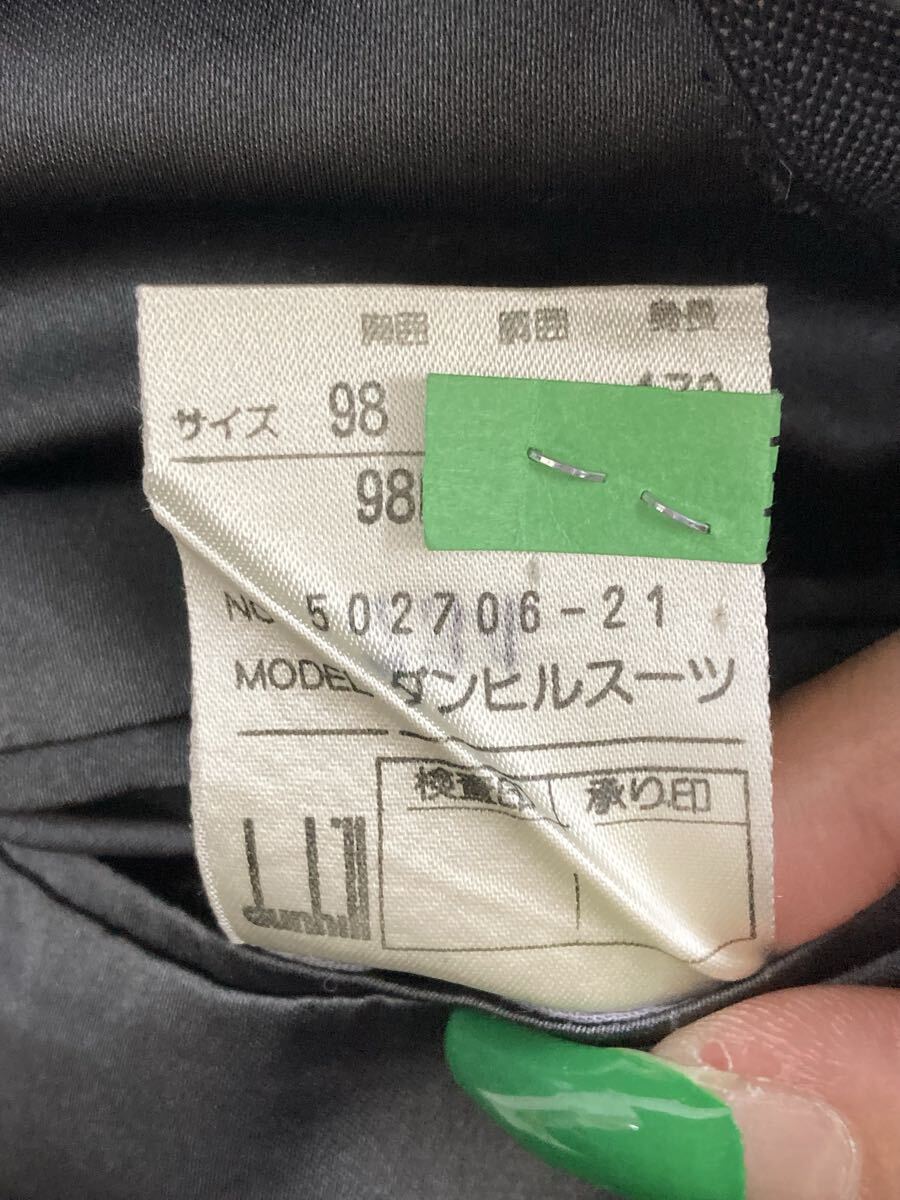 胸囲 胴囲 身長
サイズ 98
98
NO 502706-21
MODEL ダンヒルスーツ
検査印 承り印
dunhill